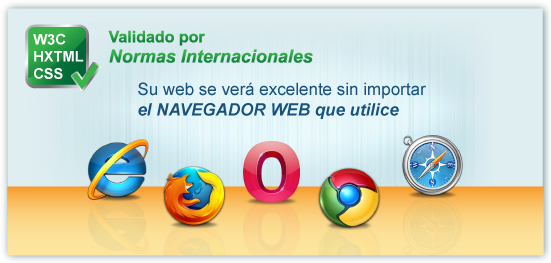 W3C
HXTML
CSS
Validado por
Normas Internacionales
Su web se verá excelente sin importar
el NAVEGADOR WEB que utilice